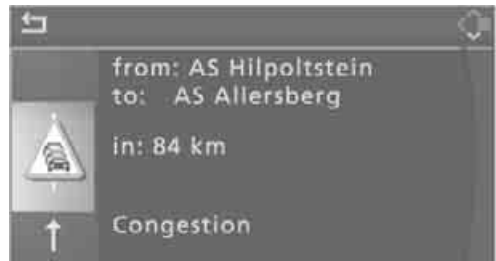 from: AS Hilpoltstein
to: AS Allersberg
in: 84 km
Congestion